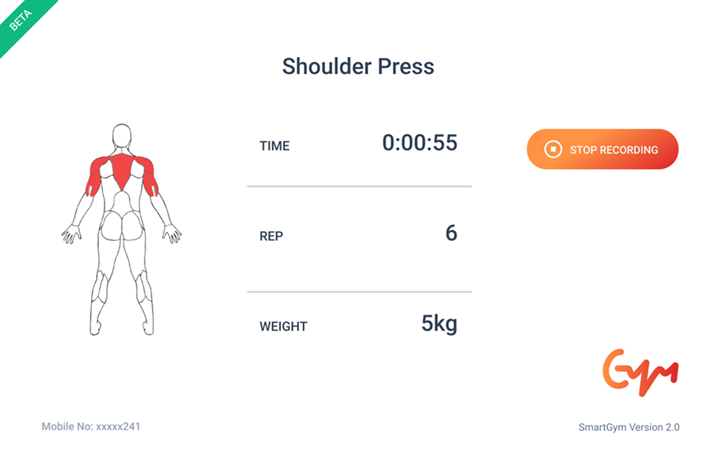 BETA
Shoulder Press
TIME 0:00:55
STOP RECORDING
REP 6
WEIGHT 5kg
Gym
Mobile No: xxxxx241
SmartGym Version 2.0